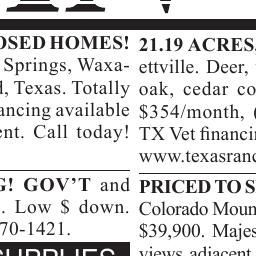 OSED HOMES!
Springs, Waxa-
, Texas. Totally
ancing available
ent. Call today!
G! GOV'T and
. Low $ down.
70-1421.
SUPPLIES
21.19 ACRES
ettville. Deer,
oak, cedar co
$354/month, (
TX Vet financi
www.texasranc
PRICED TO S
Colorado Moun
$39,900. Majes
views adjacent